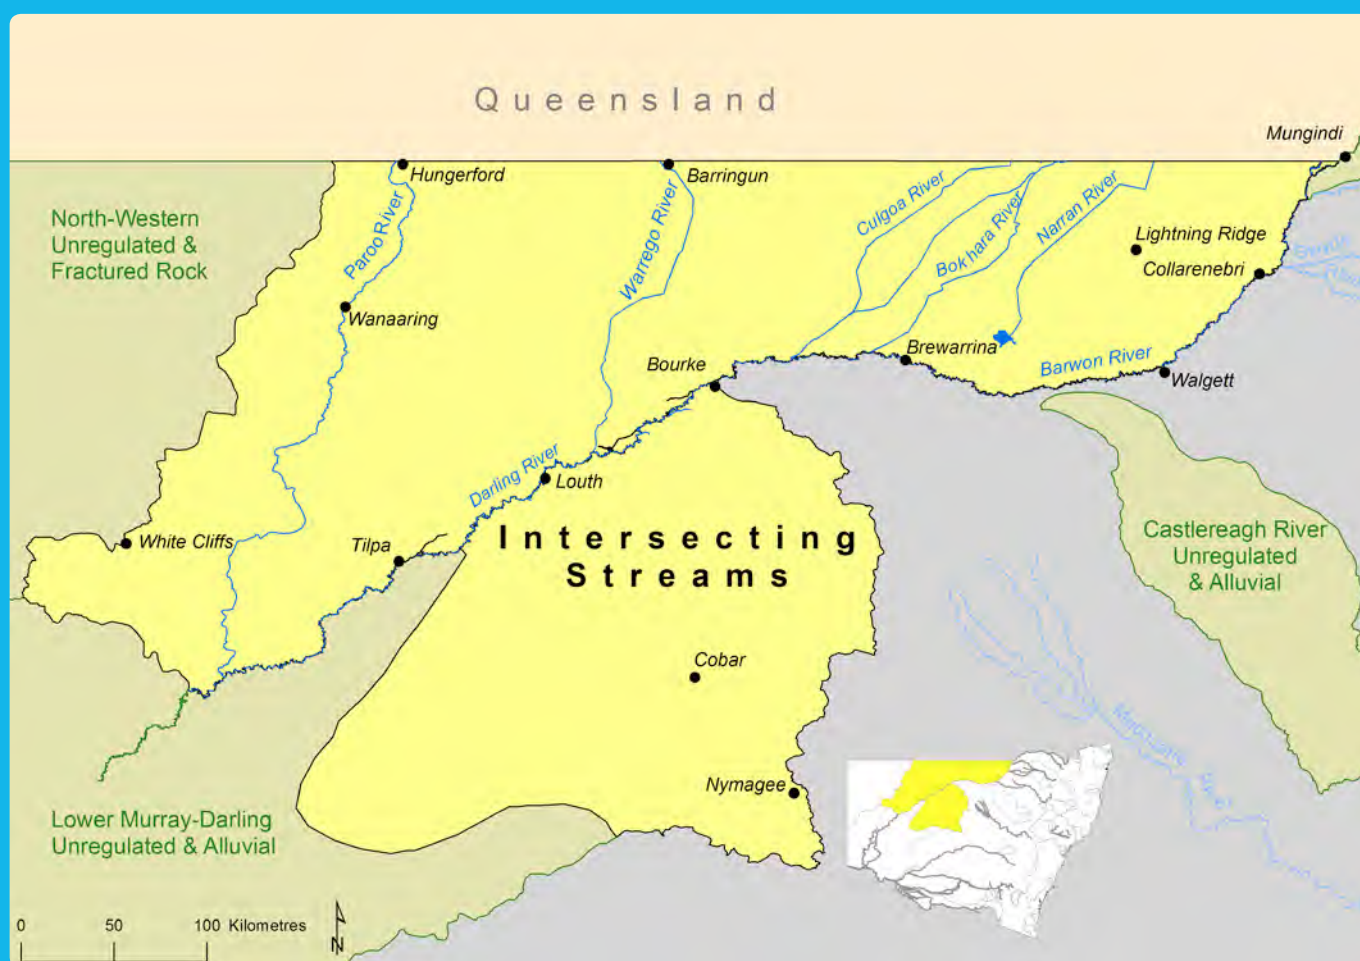 Queensland
Mungindi
Hungerford
Barringun
North-Western
Unregulated &
Fractured Rock
Paroo River
Warrego River
Culgoa River
Bokhara River
Narran River
Lightning Ridge
Collarenebri
Wanaaring
Bourke
Brewarrina
Barwon River
Walgett
Darling River
Louth
Intersecting
Streams
White Cliffs
Tilpa
Castlereagh River
Unregulated
& Alluvial
Cobar
Macquarie River
Nymagee
Lower Murray-Darling
Unregulated & Alluvial
0 50 100 Kilometres
N